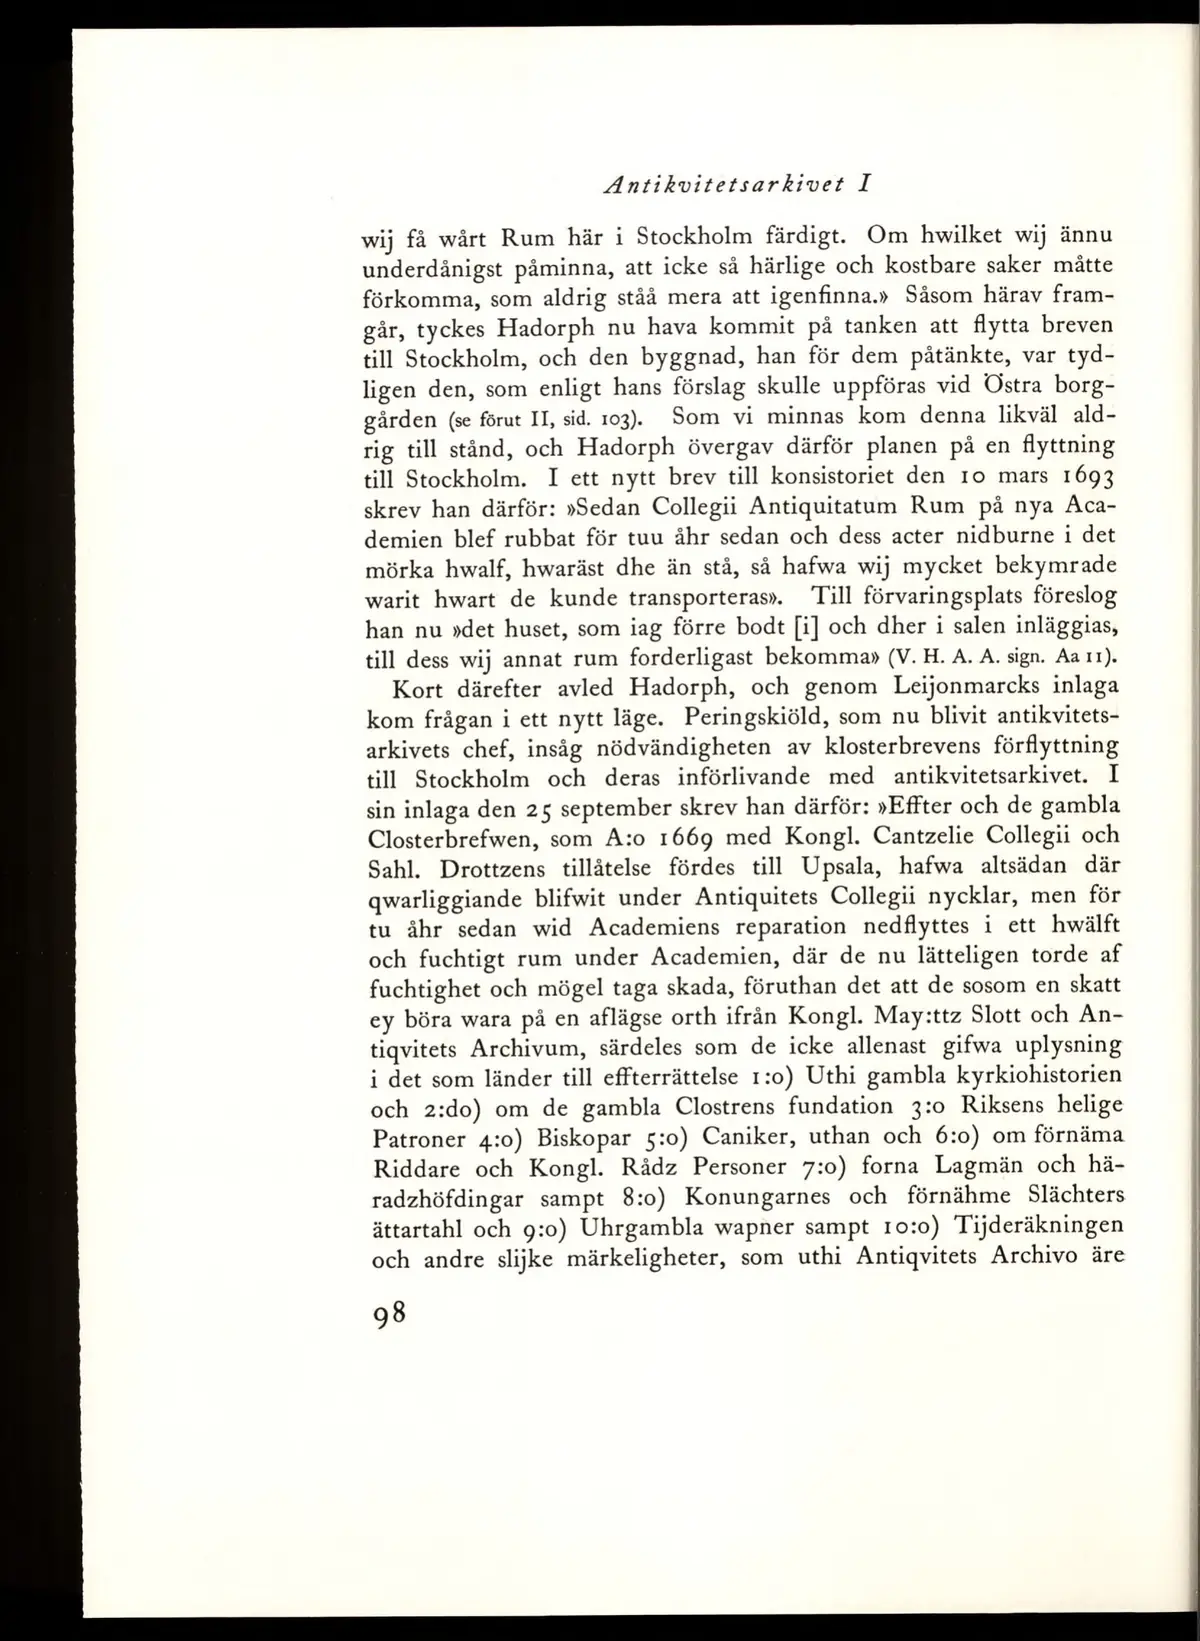 Antikvitetsarkivet I
wij få wårt Rum här i Stockholm färdigt. Om hwilket wij ännu
underdånigst påminna, att icke så härlige och kostbare saker måtte
förkomma, som aldrig ståå mera att igenfinna.» Såsom härav fram-
går, tyckes Hadorph nu hava kommit på tanken att flytta breven
till Stockholm, och den byggnad, han för dem påtänkte, var tyd-
ligen den, som enligt hans förslag skulle uppföras vid Östra borg-
gården (se förut II, sid. 103). Som vi minnas kom denna likväl ald-
rig till stånd, och Hadorph övergav därför planen på en flyttning
till Stockholm. I ett nytt brev till konsistoriet den 10 mars 1693
skrev han därför: »Sedan Collegii Antiquitatum Rum på nya Aca-
demien blef rubbat för tuu åhr sedan och dess acter nidburne i det
mörka hwalf, hwaräst dhe än stå, så hafwa wij mycket bekymrade
warit hwart de kunde transporteras». Till förvaringsplats föreslog
han nu »det huset, som iag förre bodt [i] och dher i salen inläggias,
till dess wij annat rum forderligast bekomma» (V. H. A. A. sign. Aa 11).
Kort därefter avled Hadorph, och genom Leijonmarcks inlaga
kom frågan i ett nytt läge. Peringskiöld, som nu blivit antikvitets-
arkivets chef, insåg nödvändigheten av klosterbrevens förflyttning
till Stockholm och deras införlivande med antikvitetsarkivet. I
sin inlaga den 25 september skrev han därför: »Effter och de gambla
Closterbrefwen, som A:o 1669 med Kongl. Cantzelie Collegii och
Sahl. Drottzens tillåtelse fördes till Upsala, hafwa altsädan där
qwarliggiande blifwit under Antiquitets Collegii nycklar, men för
tu åhr sedan wid Academiens reparation nedflyttes i ett hwälft
och fuchtigt rum under Academien, där de nu lätteligen torde af
fuchtighet och mögel taga skada, föruthan det att de sosom en skatt
ey böra wara på en aflägse orth ifrån Kongl. May:ttz Slott och An-
tiqvitets Archivum, särdeles som de icke allenast gifwa uplysning
i det som länder till effterrättelse 1:o) Uthi gambla kyrkiohistorien
och 2:do) om de gambla Clostrens fundation 3:o Riksens helige
Patroner 4:o) Biskopar 5:o) Caniker, uthan och 6:o) om förnäma
Riddare och Kongl. Rådz Personer 7:o) forna Lagmän och hä-
radzhöfdingar sampt 8:o) Konungarnes och förnähme Slächters
ättartahl och 9:o) Uhrgambla wapner sampt 10:o) Tijderäkningen
och andre slijke märkeligheter, som uthi Antiqvitets Archivo äre
98